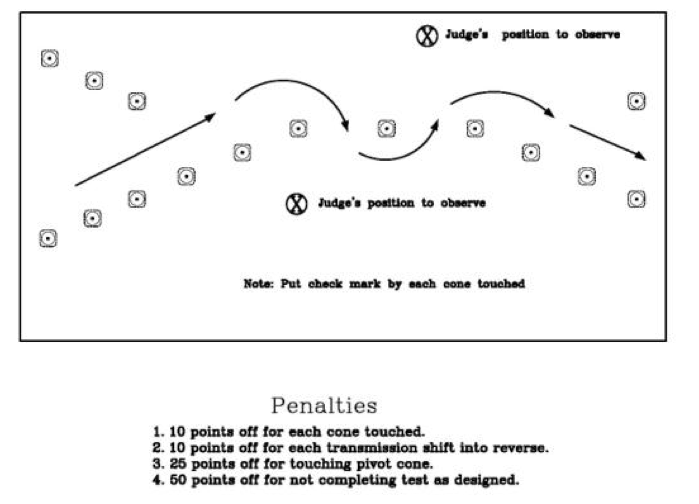 Judge's position to observe
Judge's position to observe
Note: Put check mark by each cone touched
Penalties
1. 10 points off for each cone touched.
2. 10 points off for each transmission shift into reverse.
3. 25 points off for touching pivot cone.
4. 50 points off for not completing test as designed.